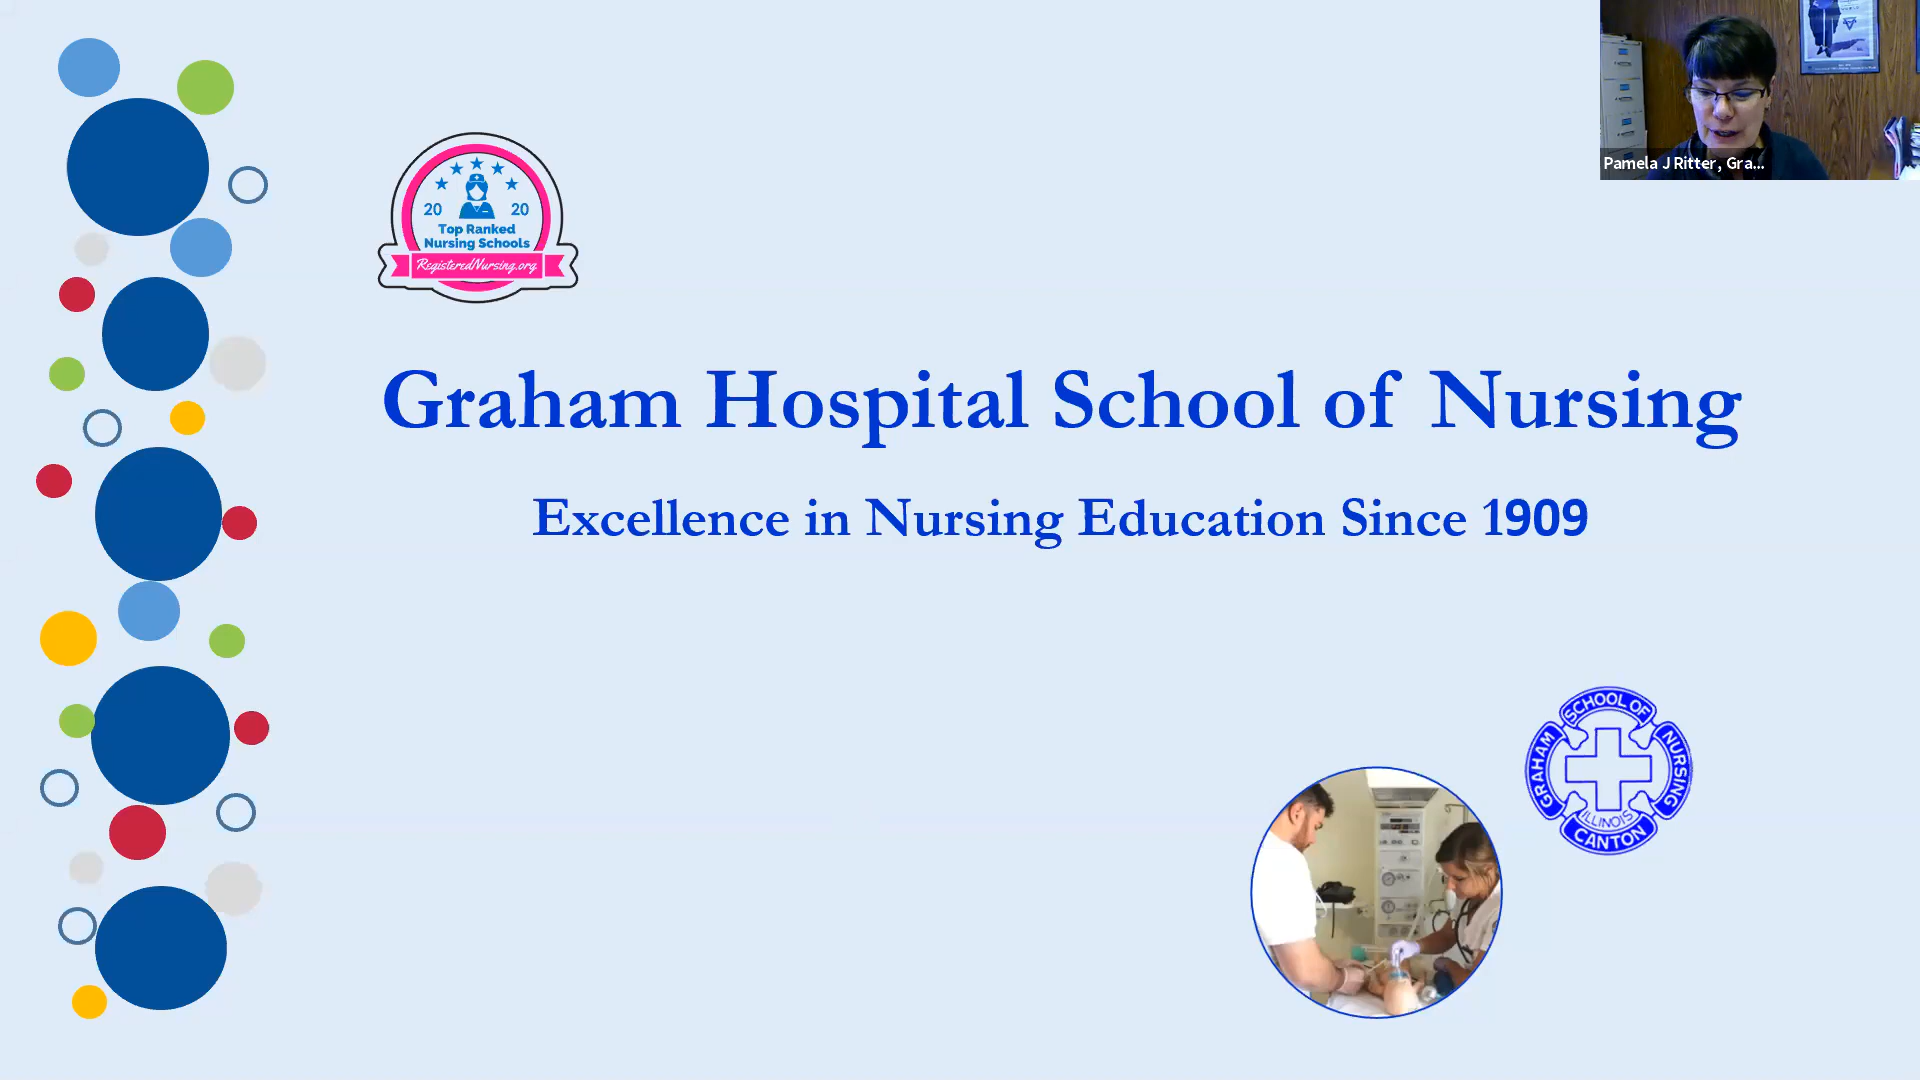 Pamela J Ritter, Gra...
20 20
Top Ranked
Nursing Schools
RegisteredNursing.org
Graham Hospital School of Nursing
Excellence in Nursing Education Since 1909
GRAHAM SCHOOL OF NURSING
ILLINOIS
CANTON